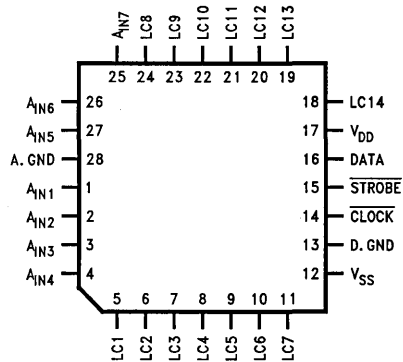 AIN7 LC8 LC9 LC10 LC11 LC12 LC13
25 24 23 22 21 20 19
AIN6 26 18 LC14
AIN5 27 17 VDD
A.GND 28 16 DATA
AIN1 1 15 STROBE
AIN2 2 14 CLOCK
AIN3 3 13 D.GND
AIN4 4 12 VSS
5 6 7 8 9 10 11
LC1 LC2 LC3 LC4 LC5 LC6 LC7